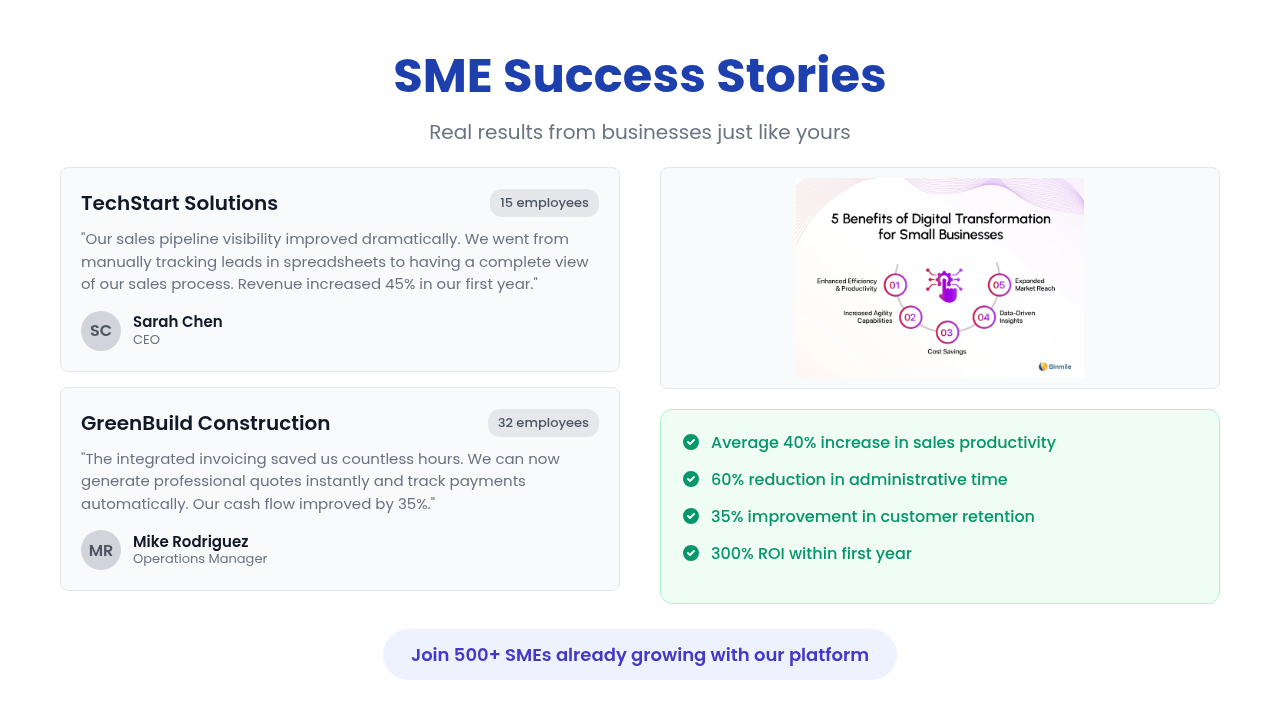 SME Success Stories
Real results from businesses just like yours
TechStart Solutions
15 employees
"Our sales pipeline visibility improved dramatically. We went from
manually tracking leads in spreadsheets to having a complete view
of our sales process. Revenue increased 45% in our first year."
SC
Sarah Chen
CEO
GreenBuild Construction
32 employees
"The integrated invoicing saved us countless hours. We can now
generate professional quotes instantly and track payments
automatically. Our cash flow improved by 35%."
MR
Mike Rodriguez
Operations Manager
5 Benefits of Digital Transformation
for Small Businesses
Enhanced Efficiency
& Productivity
01
Increased Agility
Capabilities
02
03
Cost Savings
04
Data-Driven
Insights
05
Expanded
Market Reach
Binmile
Average 40% increase in sales productivity
60% reduction in administrative time
35% improvement in customer retention
300% ROI within first year
Join 500+ SMEs already growing with our platform